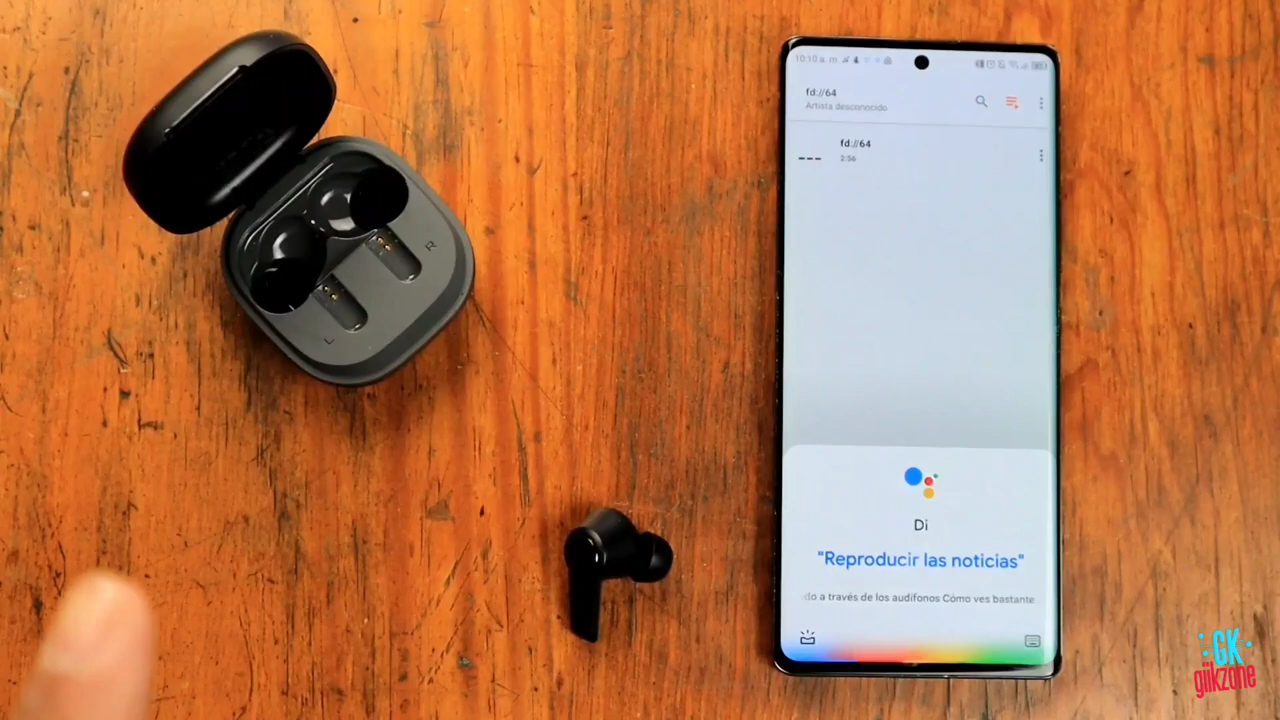 R
L
10:10 a. m.
fd://64
Artista desconocido
fd://64
2:56
Di
"Reproducir las noticias"
do a través de los audífonos Cómo ves bastante
GK
giikzone